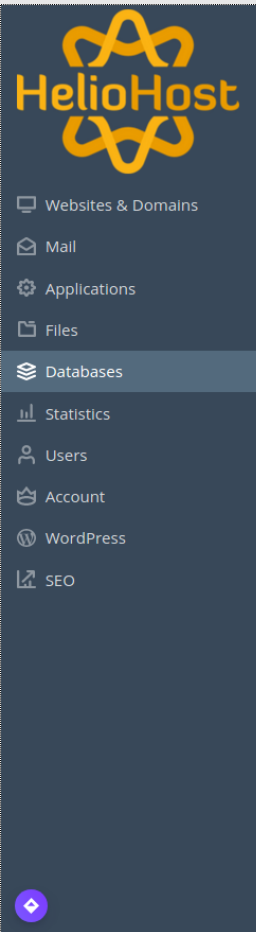 HelioHost
Websites & Domains
Mail
Applications
Files
Databases
Statistics
Users
Account
WordPress
SEO